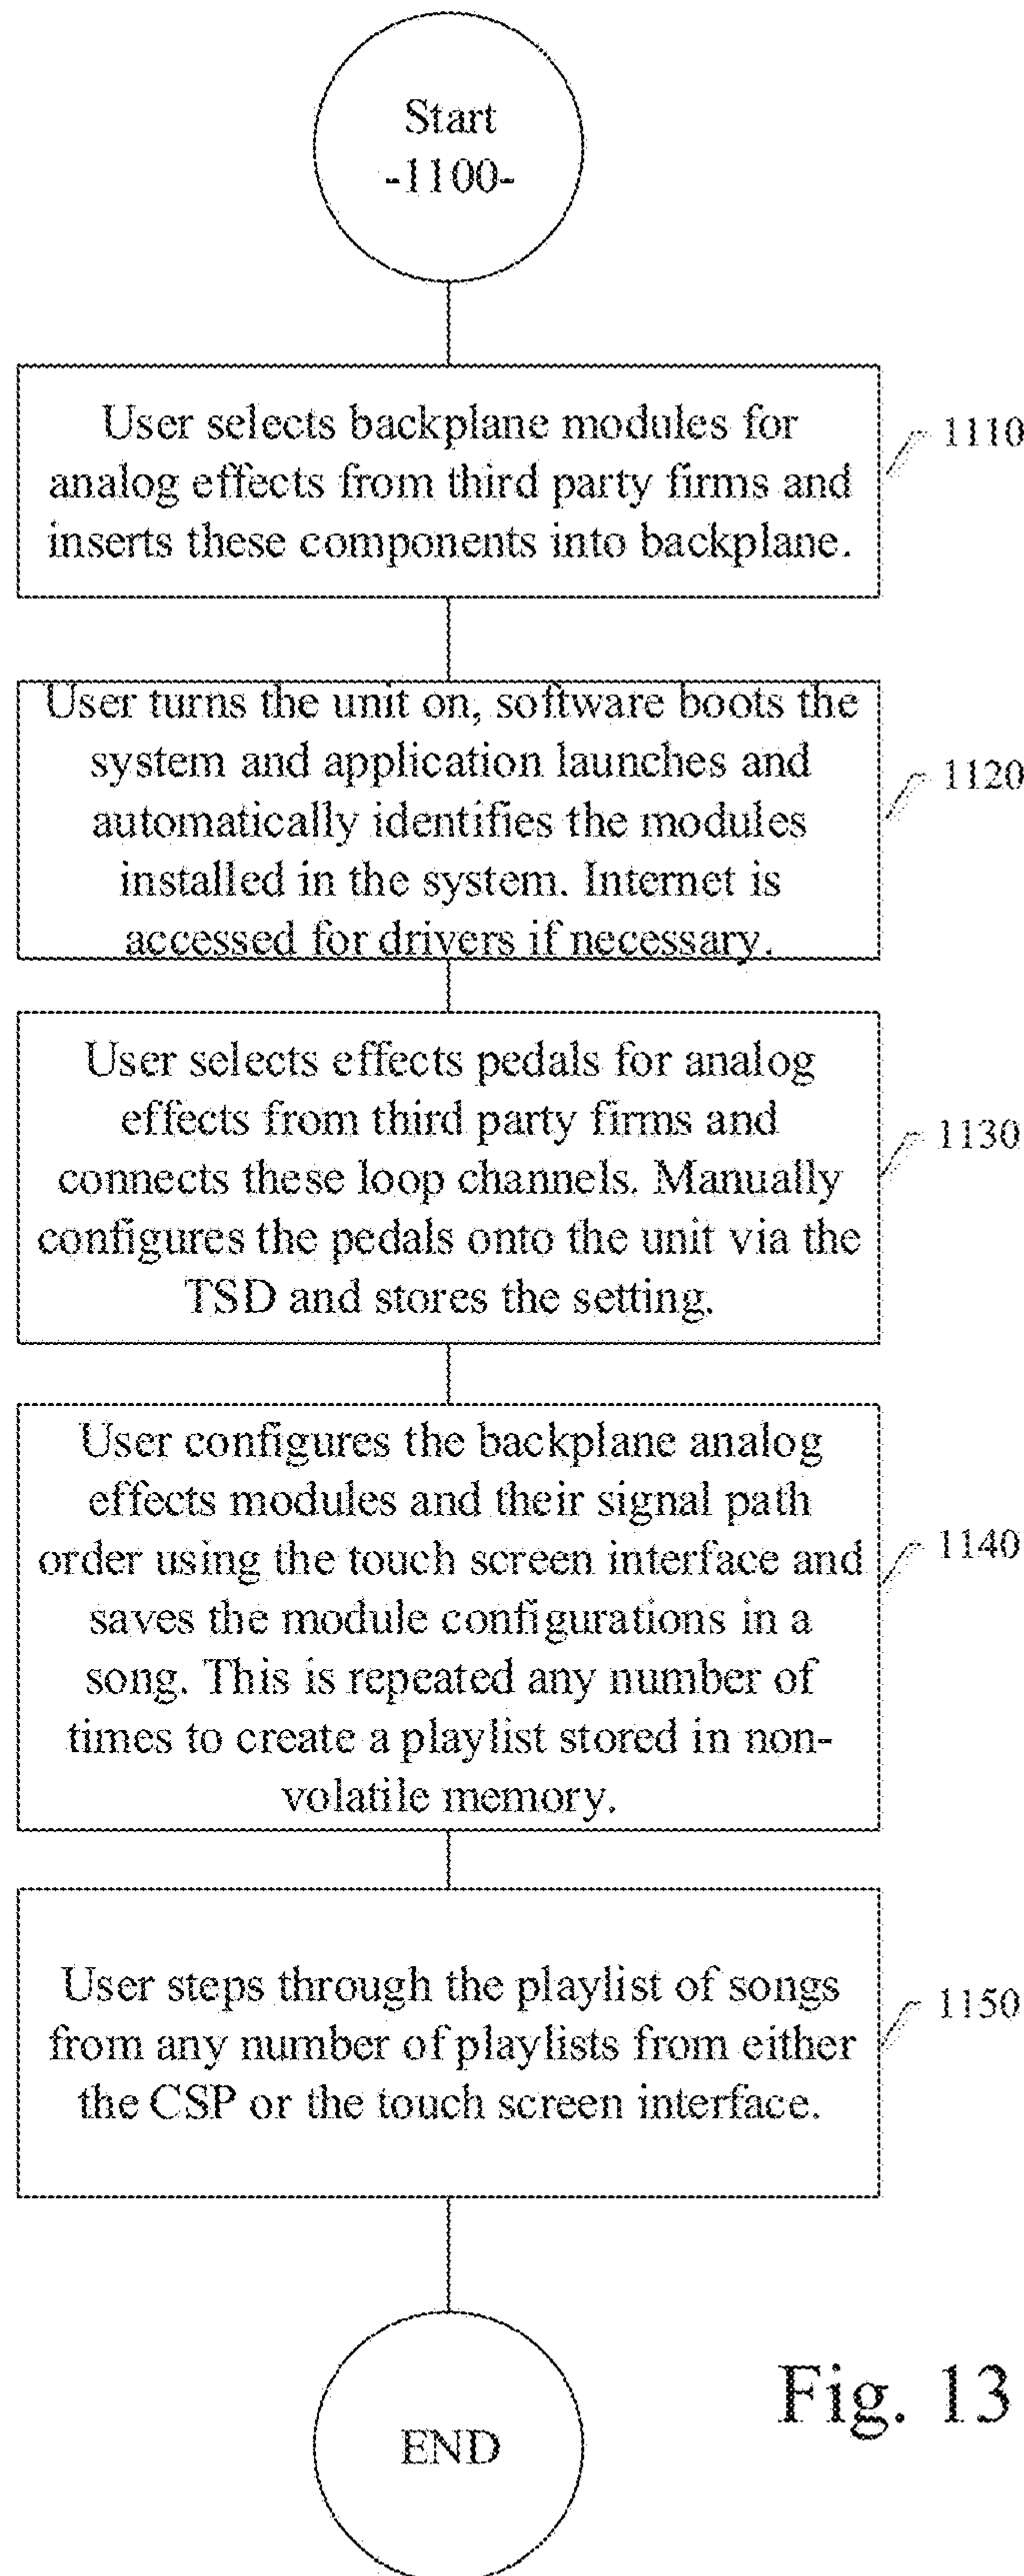 Start
-1100-
User selects backplane modules for
analog effects from third party firms and
inserts these components into backplane.
1110
User turns the unit on, software boots the
system and application launches and
automatically identifies the modules
installed in the system. Internet is
accessed for drivers if necessary.
1120
User selects effects pedals for analog
effects from third party firms and
connects these loop channels. Manually
configures the pedals onto the unit via the
TSD and stores the setting.
1130
User configures the backplane analog
effects modules and their signal path
order using the touch screen interface and
saves the module configurations in a
song. This is repeated any number of
times to create a playlist stored in non-
volatile memory.
1140
User steps through the playlist of songs
from any number of playlists from either
the CSP or the touch screen interface.
1150
END
Fig. 13